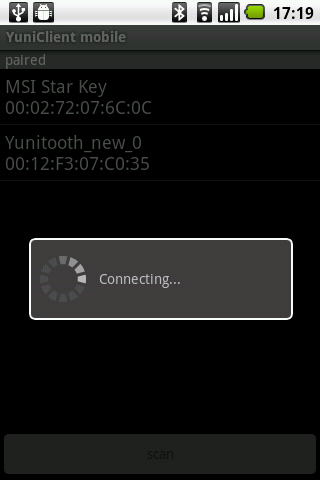 17:19
YuniClient mobile
paired
MSI Star Key
00:02:72:07:6C:0C
Yunitooth_new_0
00:12:F3:07:C0:35
Connecting...
scan